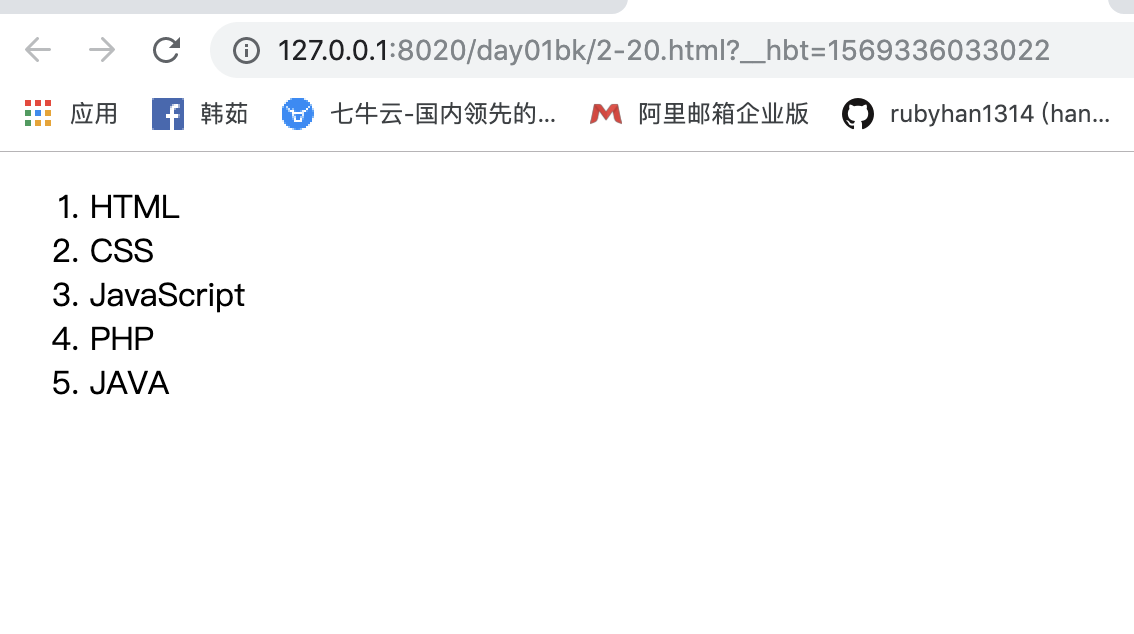 127.0.0.1:8020/day01bk/2-20.html?__hbt=1569336033022
应用 韩茹 七牛云-国内领先的... 阿里邮箱企业版 rubyhan1314 (han...
1. HTML
2. CSS
3. JavaScript
4. PHP
5. JAVA